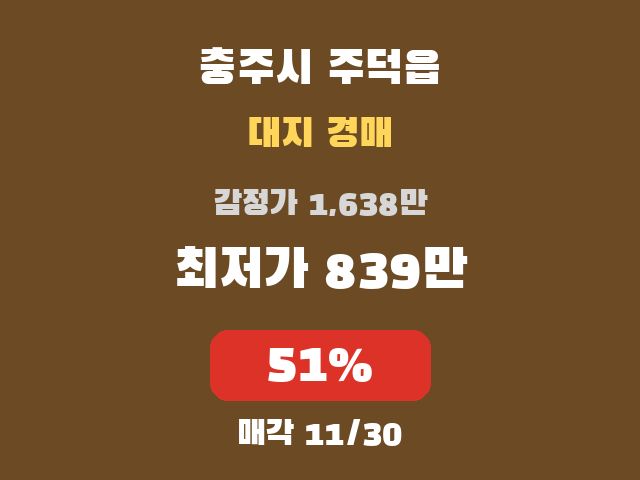 충주시 주덕읍
대지 경매
감정가 1,638만
최저가 839만
51%
매각 11/30